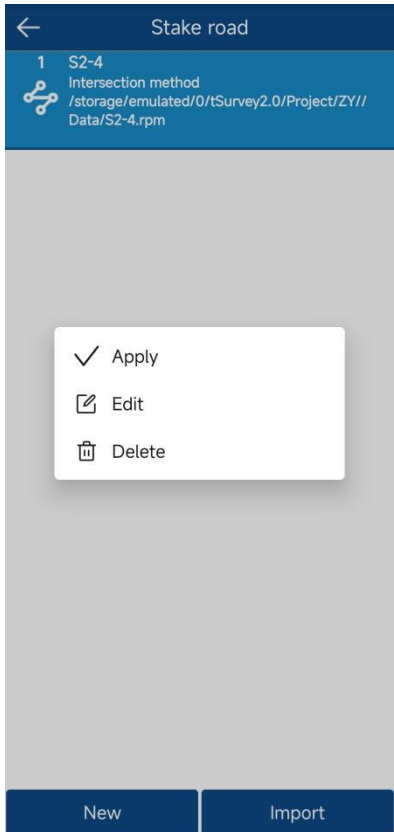 Stake road
1 S2-4
Intersection method
/storage/emulated/0/tSurvey2.0/Project/ZY//
Data/S2-4.rpm
Apply
Edit
Delete
New Import